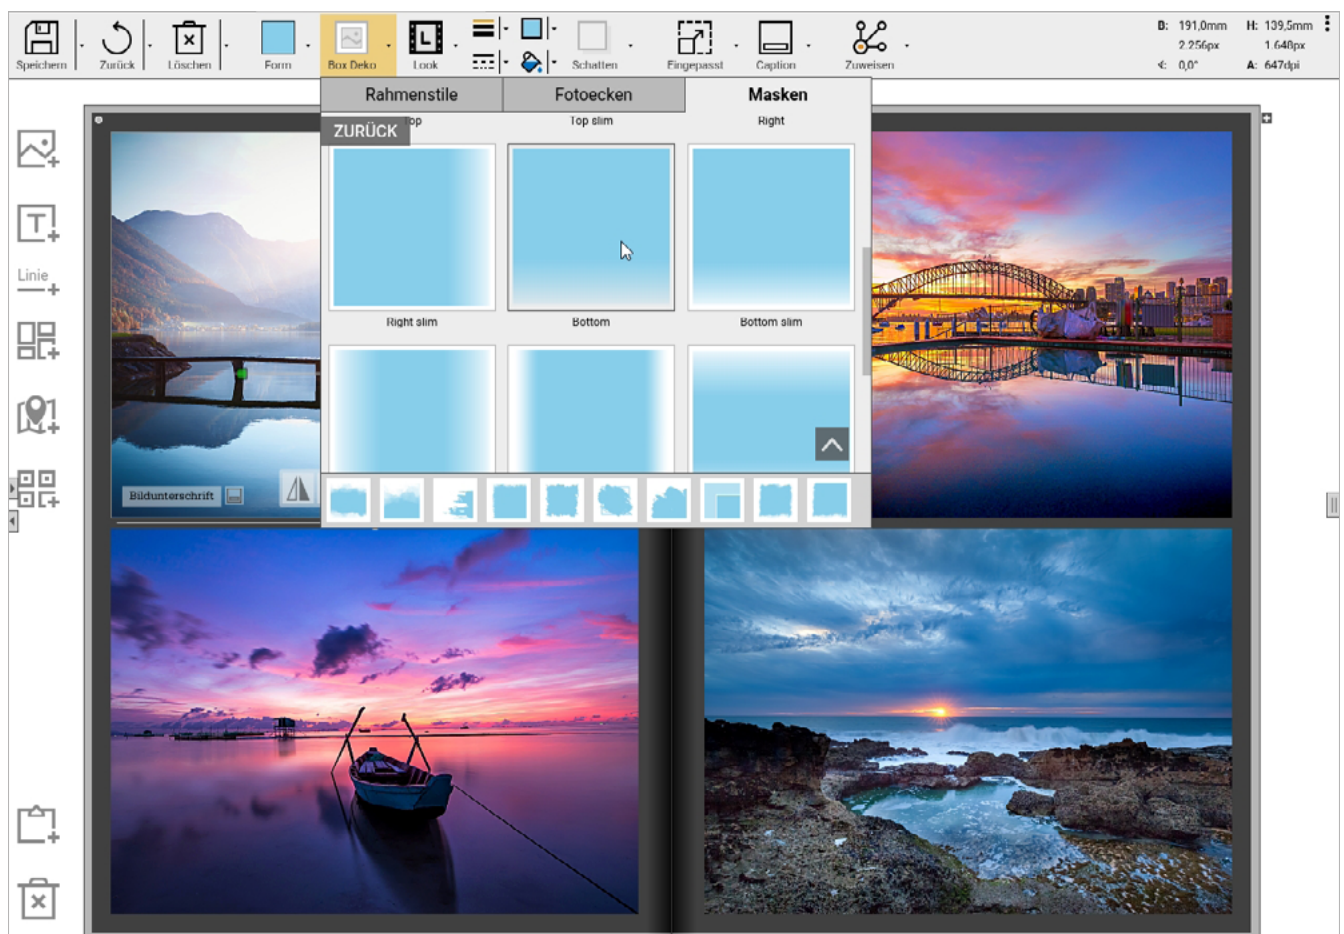 Speichern
Zurück
Löschen
Form
Box Deko
L
Look
Schatten
Eingepasst
Caption
Zuweisen
B: 191,0mm H: 139,5mm
2.256px 1.648px
∢: 0,0° A: 647dpi
Rahmenstile
Fotoecken
Masken
ZURÜCK
Top slim
Right
T
Linie
Right slim
Bottom
Bottom slim
Bildunterschrift